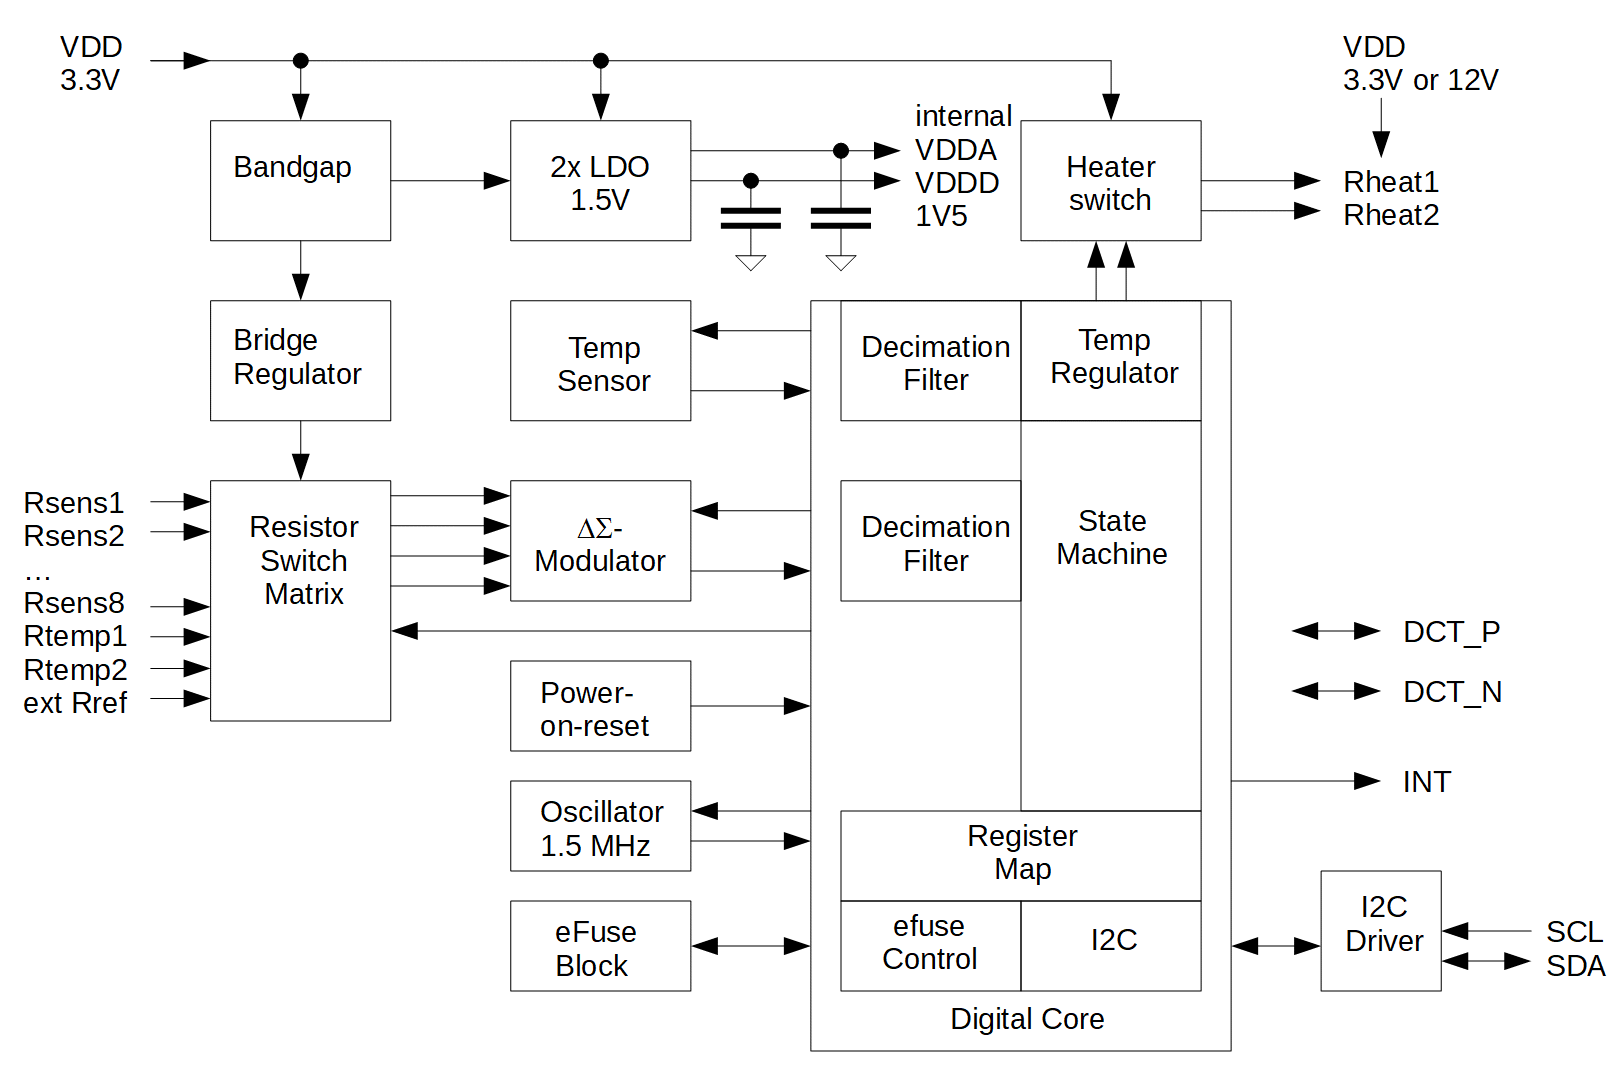 VDD
3.3V
VDD
3.3V or 12V
Bandgap
2x LDO
1.5V
internal
VDDA
VDDD
1V5
Heater
switch
Rheat1
Rheat2
Bridge
Regulator
Temp
Sensor
Decimation
Filter
Temp
Regulator
Rsens1
Rsens2
...
Rsens8
Rtemp1
Rtemp2
ext Rref
Resistor
Switch
Matrix
ΔΣ-
Modulator
Decimation
Filter
State
Machine
DCT_P
DCT_N
INT
Power-
on-reset
Oscillator
1.5 MHz
Register
Map
eFuse
Block
efuse
Control
I2C
I2C
Driver
SCL
SDA
Digital Core